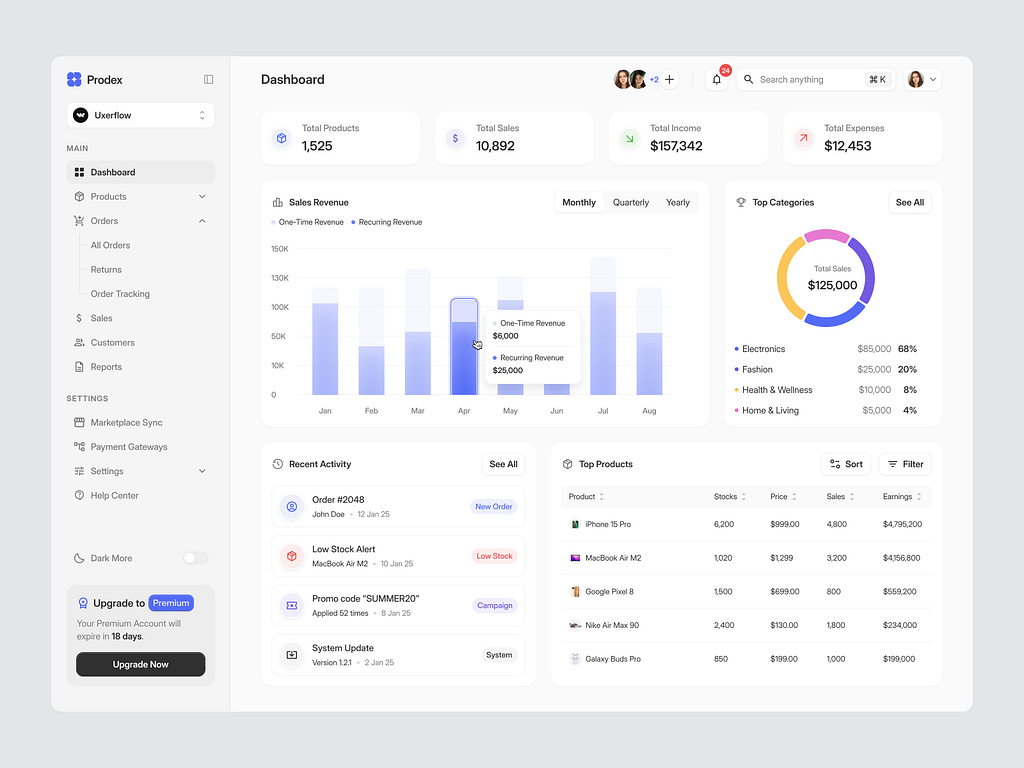 Prodex
Uxerflow
MAIN
Dashboard
Products
Orders
All Orders
Returns
Order Tracking
Sales
Customers
Reports
SETTINGS
Marketplace Sync
Payment Gateways
Settings
Help Center
Dark More
Upgrade to Premium
Your Premium Account will
expire in 18 days.
Upgrade Now
Dashboard
+2
24
Search anything
⌘ K
Total Products
1,525
Total Sales
10,892
Total Income
$157,342
Total Expenses
$12,453
Sales Revenue
Monthly Quarterly Yearly
One-Time Revenue Recurring Revenue
150K
130K
100K
50K
10K
0
Jan Feb Mar Apr May Jun Jul Aug
One-Time Revenue
$6,000
Recurring Revenue
$25,000
Top Categories
See All
Total Sales
$125,000
Electronics $85,000 68%
Fashion $25,000 20%
Health & Wellness $10,000 8%
Home & Living $5,000 4%
Recent Activity
See All
Order #2048
John Doe • 12 Jan 25
New Order
Low Stock Alert
MacBook Air M2 • 10 Jan 25
Low Stock
Promo code "SUMMER20"
Applied 52 times • 8 Jan 25
Campaign
System Update
Version 1.2.1 • 2 Jan 25
System
Top Products
Sort
Filter
Product Stocks Price Sales Earnings
iPhone 15 Pro 6,200 $999.00 4,800 $4,795,200
MacBook Air M2 1,020 $1,299 3,200 $4,156,800
Google Pixel 8 1,500 $699.00 800 $559,200
Nike Air Max 90 2,400 $130.00 1,800 $234,000
Galaxy Buds Pro 850 $199.00 1,000 $199,000